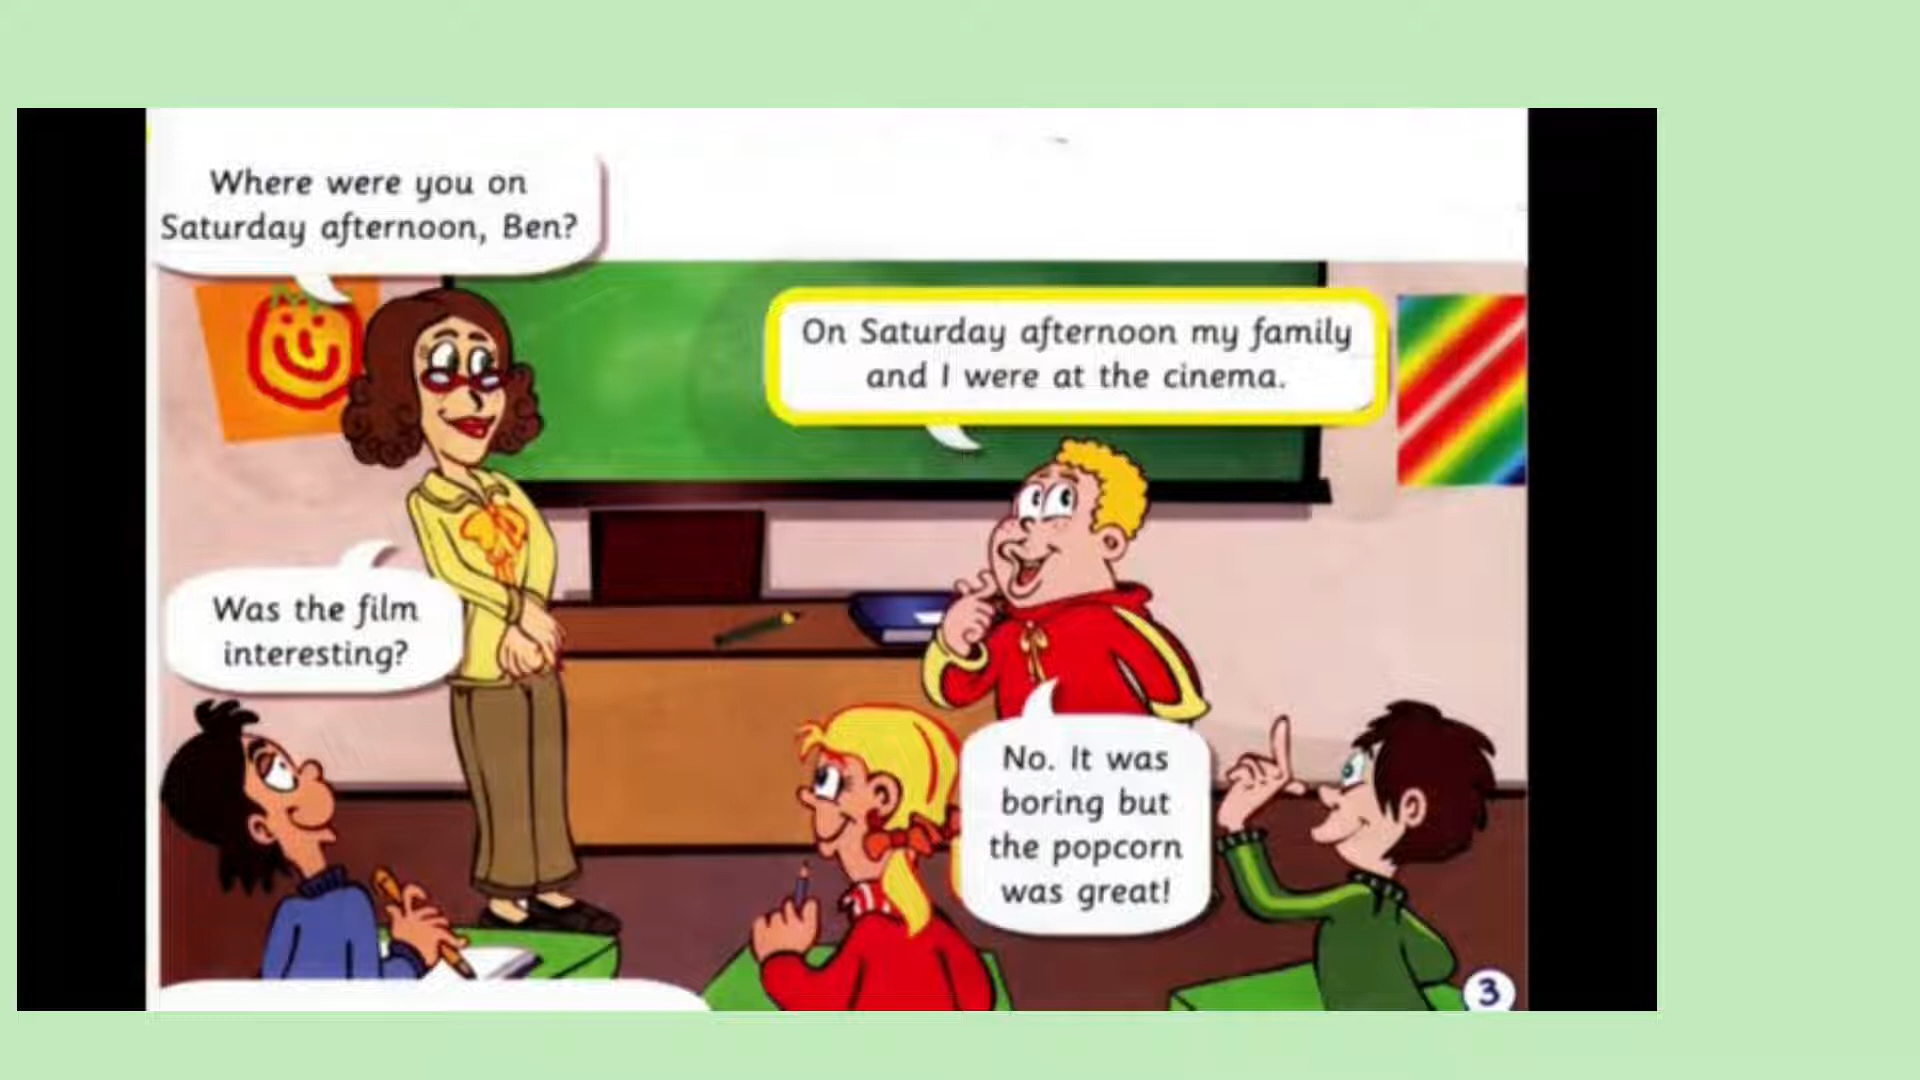 Where were you on
Saturday afternoon, Ben?
On Saturday afternoon my family
and I were at the cinema.
Was the film
interesting?
No. It was
boring but
the popcorn
was great!
3